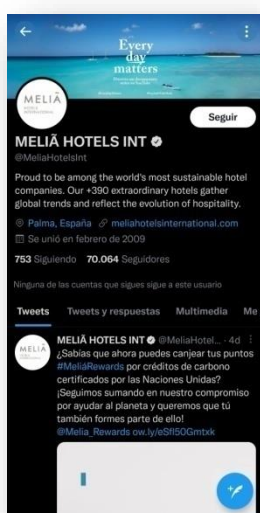 Every
day
matters
MELIÃ
MELIÃ HOTELS INT
Seguir
@MeliaHotelsInt
Proud to be among the world's most sustainable hotel
companies. Our +390 extraordinary hotels gather
global trends and reflect the evolution of hospitality.
Palma, España meliahotelsinternational.com
Se unió en febrero de 2009
753 Siguiendo 70.064 Seguidores
Ninguna de las cuentas que sigues sigue a este usuario
Tweets Tweets y respuestas Multimedia Me
MELIÃ HOTELS INT @MeliaHotel... · 4d
¿Sabías que ahora puedes canjear tus puntos
#MeliáRewards por créditos de carbono
certificados por las Naciones Unidas?
¡Seguimos sumando en nuestro compromiso
por ayudar al planeta y queremos que tú
también formes parte de ello!
@Melia_Rewards ow.ly/eSfI50Gmtxk
MELIÃ